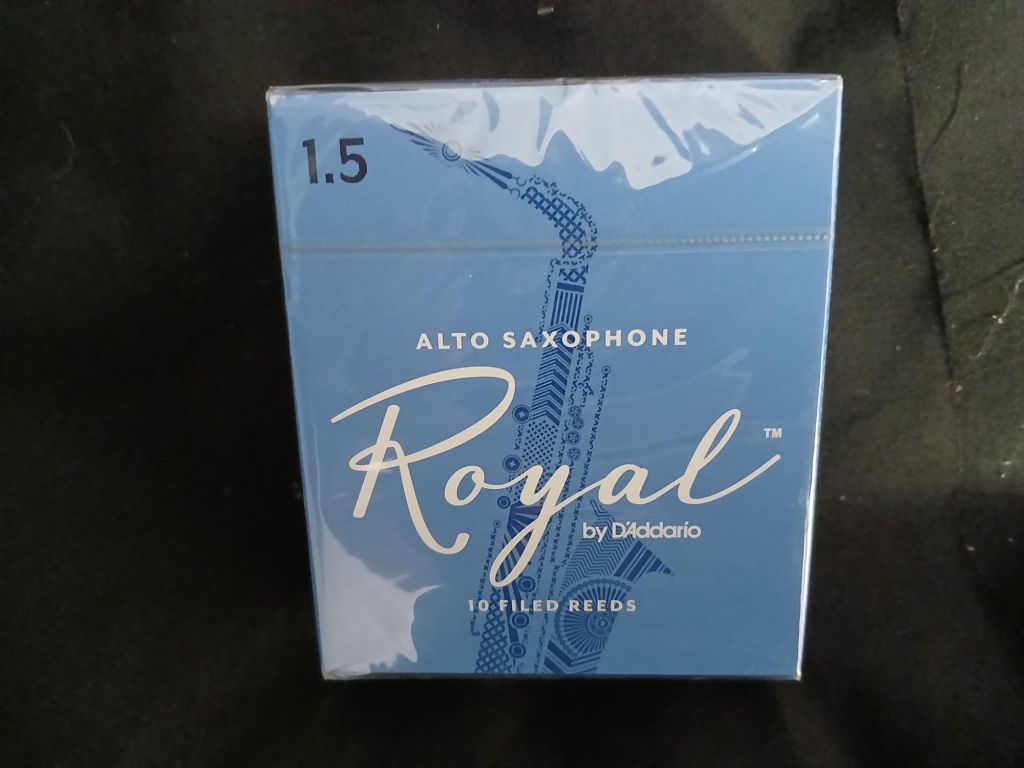 1.5
ALTO SAXOPHONE
Royal™
by D'Addario
10 FILED REEDS